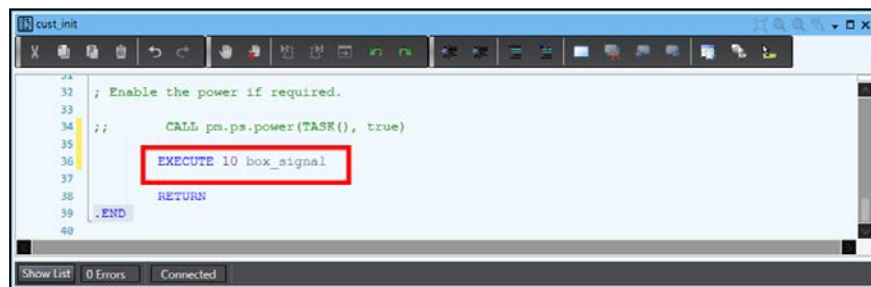 cust_init
31
32 ; Enable the power if required.
33
34 ;; CALL pm.ps.power(TASK(), true)
35
36 EXECUTE 10 box_signal
37
38 RETURN
39 .END
40
Show List 0 Errors Connected